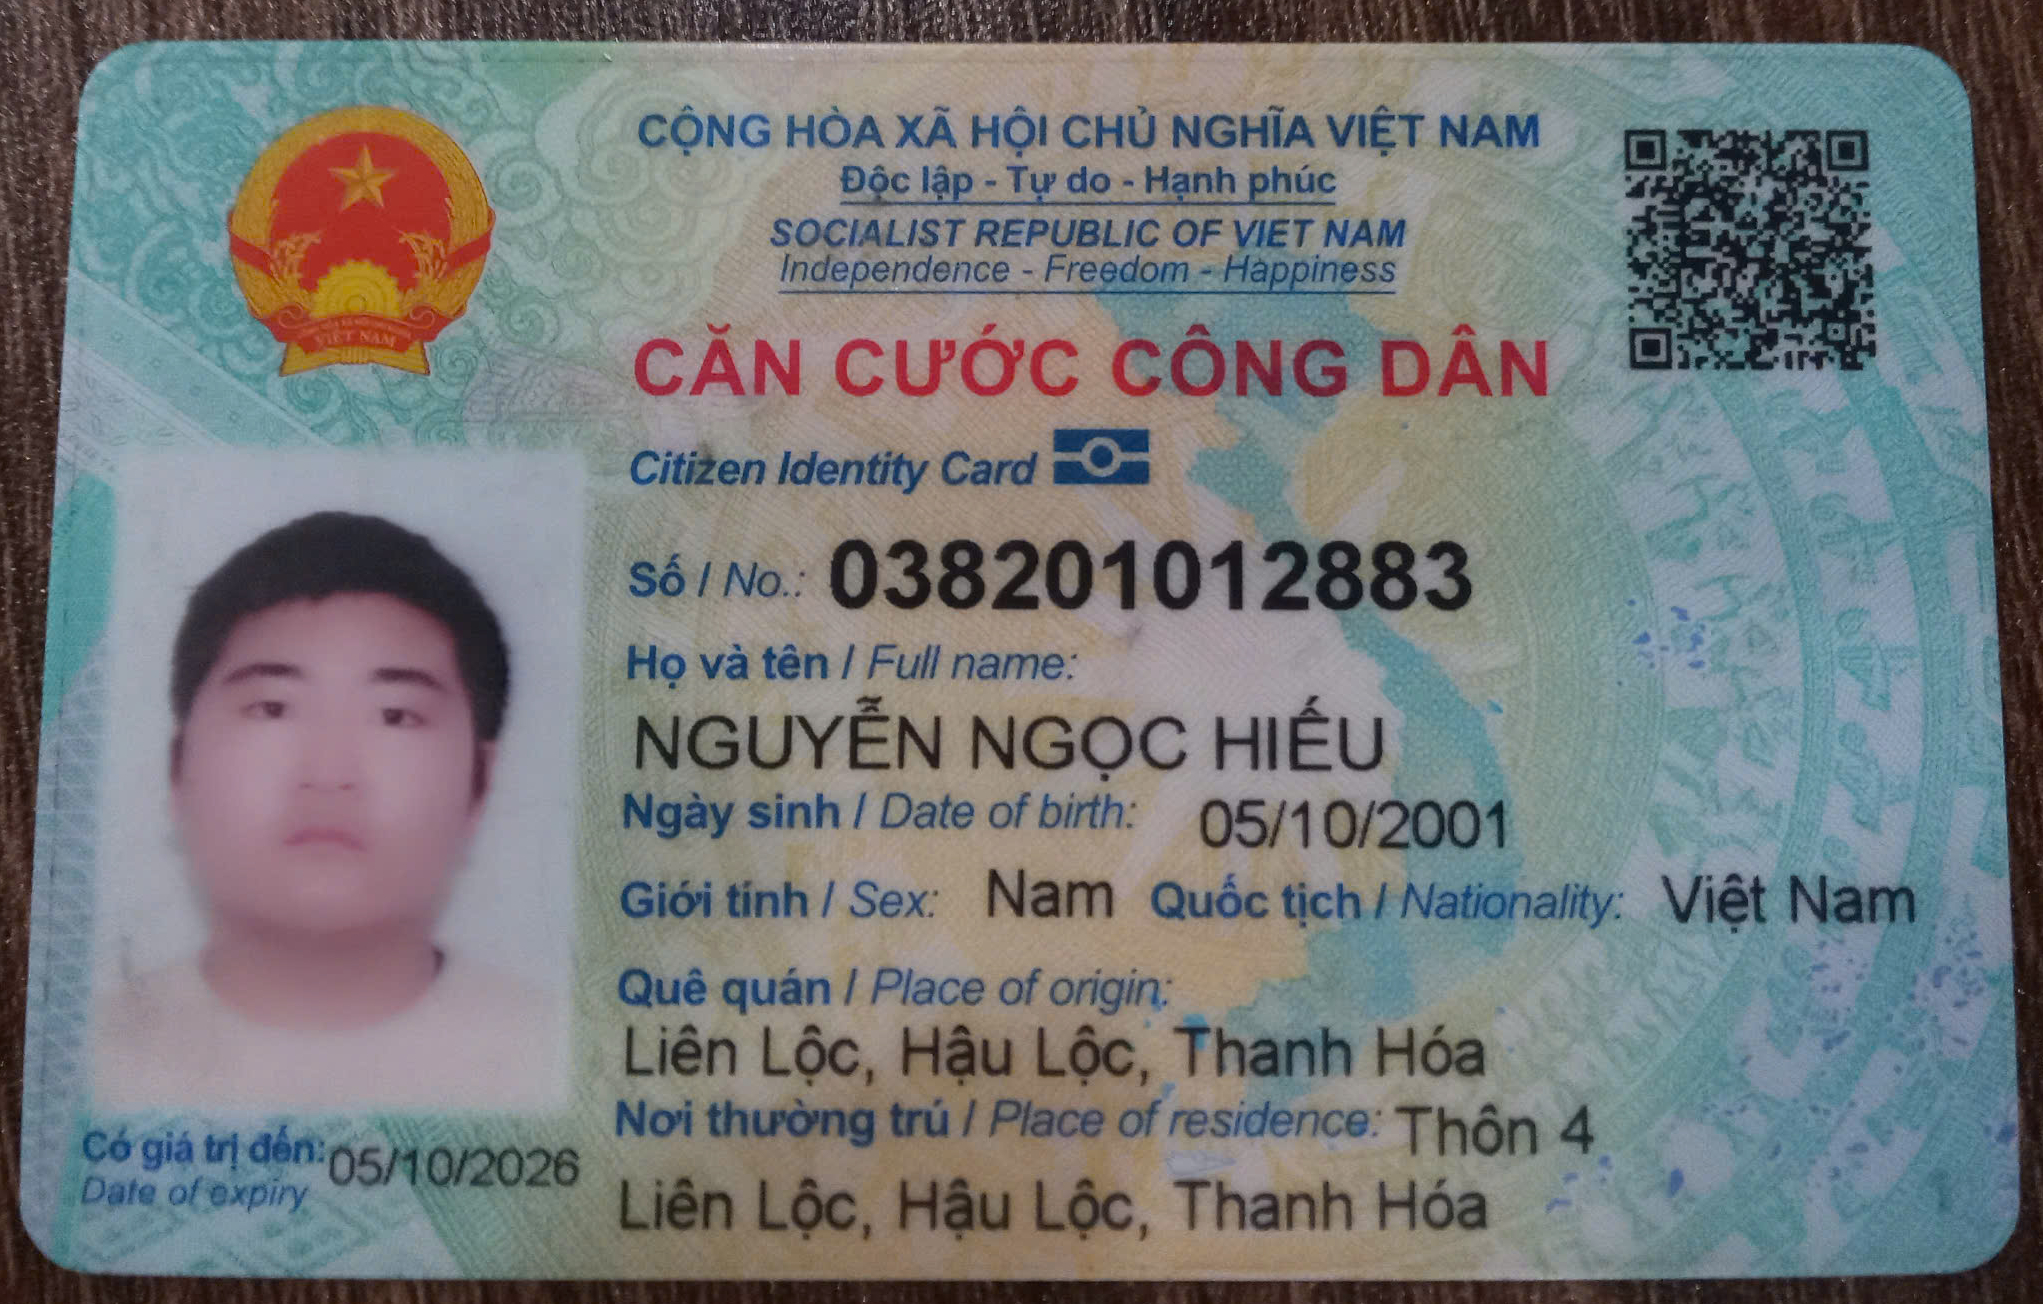 CỘNG HÒA XÃ HỘI CHỦ NGHĨA VIỆT NAM
Độc lập - Tự do - Hạnh phúc
SOCIALIST REPUBLIC OF VIET NAM
Independence - Freedom - Happiness
VIỆT NAM
CĂN CƯỚC CÔNG DÂN
Citizen Identity Card
Số / No.: 038201012883
Họ và tên / Full name:
NGUYỄN NGỌC HIẾU
Ngày sinh / Date of birth: 05/10/2001
Giới tính / Sex: Nam Quốc tịch / Nationality: Việt Nam
Quê quán / Place of origin:
Liên Lộc, Hậu Lộc, Thanh Hóa
Nơi thường trú / Place of residence: Thôn 4
Liên Lộc, Hậu Lộc, Thanh Hóa
Có giá trị đến: 05/10/2026
Date of expiry